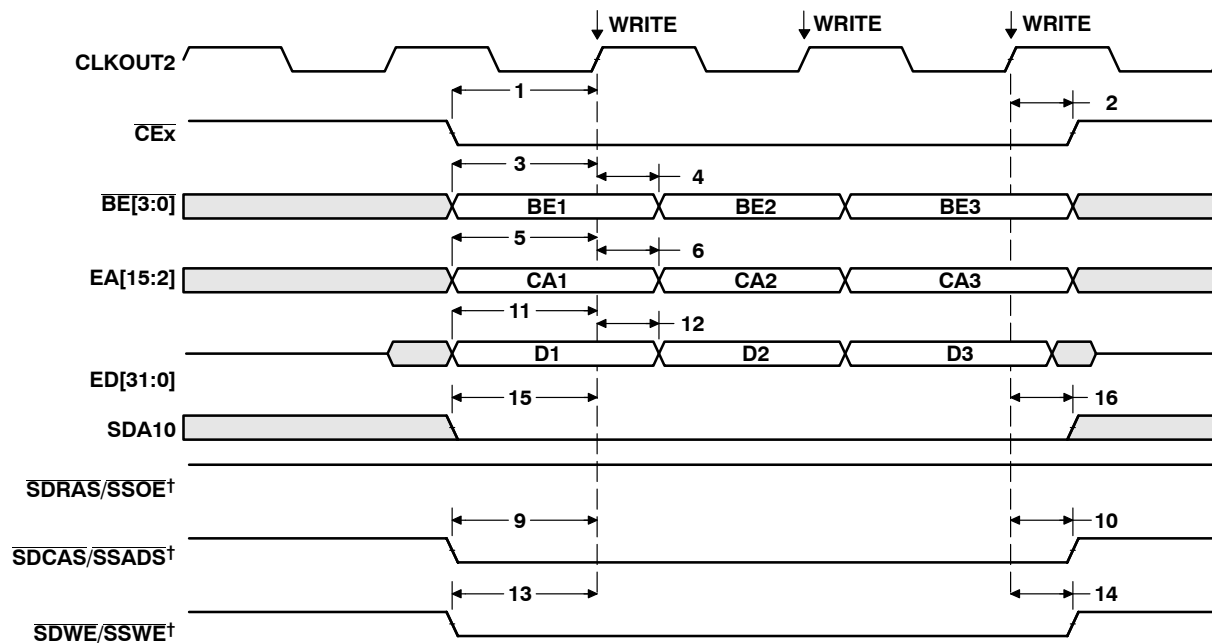 WRITE WRITE WRITE
CLKOUT2
1 2
CEx
3 4
BE[3:0] BE1 BE2 BE3
5 6
EA[15:2] CA1 CA2 CA3
11 12
D1 D2 D3
ED[31:0]
15 16
SDA10
SDRAS/SSOE†
9 10
SDCAS/SSADS†
13 14
SDWE/SSWE†